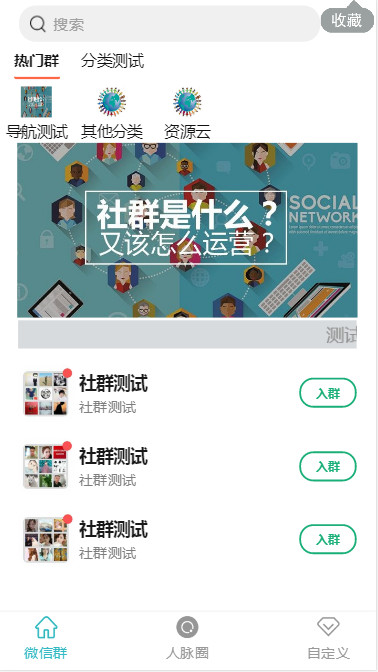 搜索
收藏
热门群 分类测试
导航测试 其他分类 资源云
社群是什么？
又该怎么运营？
SOCIAL
NETWORK
测试
社群测试
社群测试
入群
社群测试
社群测试
入群
社群测试
社群测试
入群
微信群 人脉圈 自定义